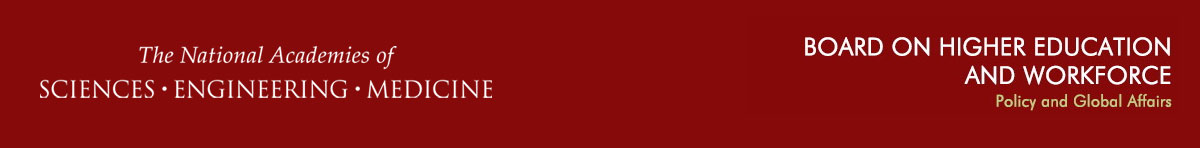 The National Academies of
SCIENCES · ENGINEERING · MEDICINE
BOARD ON HIGHER EDUCATION
AND WORKFORCE
Policy and Global Affairs